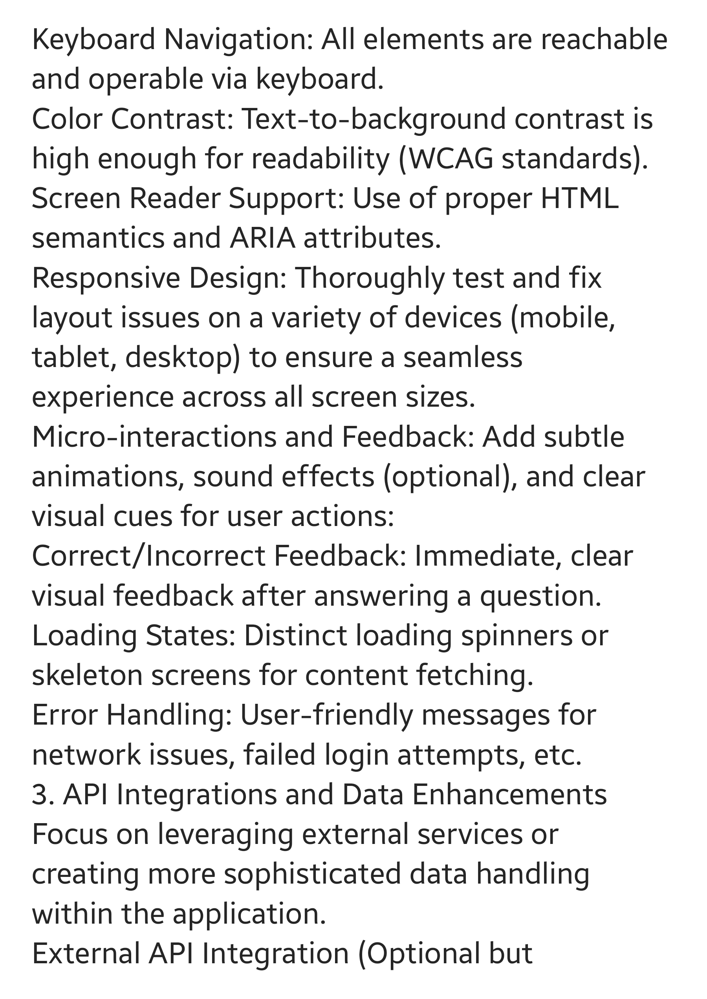 Keyboard Navigation: All elements are reachable
and operable via keyboard.
Color Contrast: Text-to-background contrast is
high enough for readability (WCAG standards).
Screen Reader Support: Use of proper HTML
semantics and ARIA attributes.
Responsive Design: Thoroughly test and fix
layout issues on a variety of devices (mobile,
tablet, desktop) to ensure a seamless
experience across all screen sizes.
Micro-interactions and Feedback: Add subtle
animations, sound effects (optional), and clear
visual cues for user actions:
Correct/Incorrect Feedback: Immediate, clear
visual feedback after answering a question.
Loading States: Distinct loading spinners or
skeleton screens for content fetching.
Error Handling: User-friendly messages for
network issues, failed login attempts, etc.
3. API Integrations and Data Enhancements
Focus on leveraging external services or
creating more sophisticated data handling
within the application.
External API Integration (Optional but